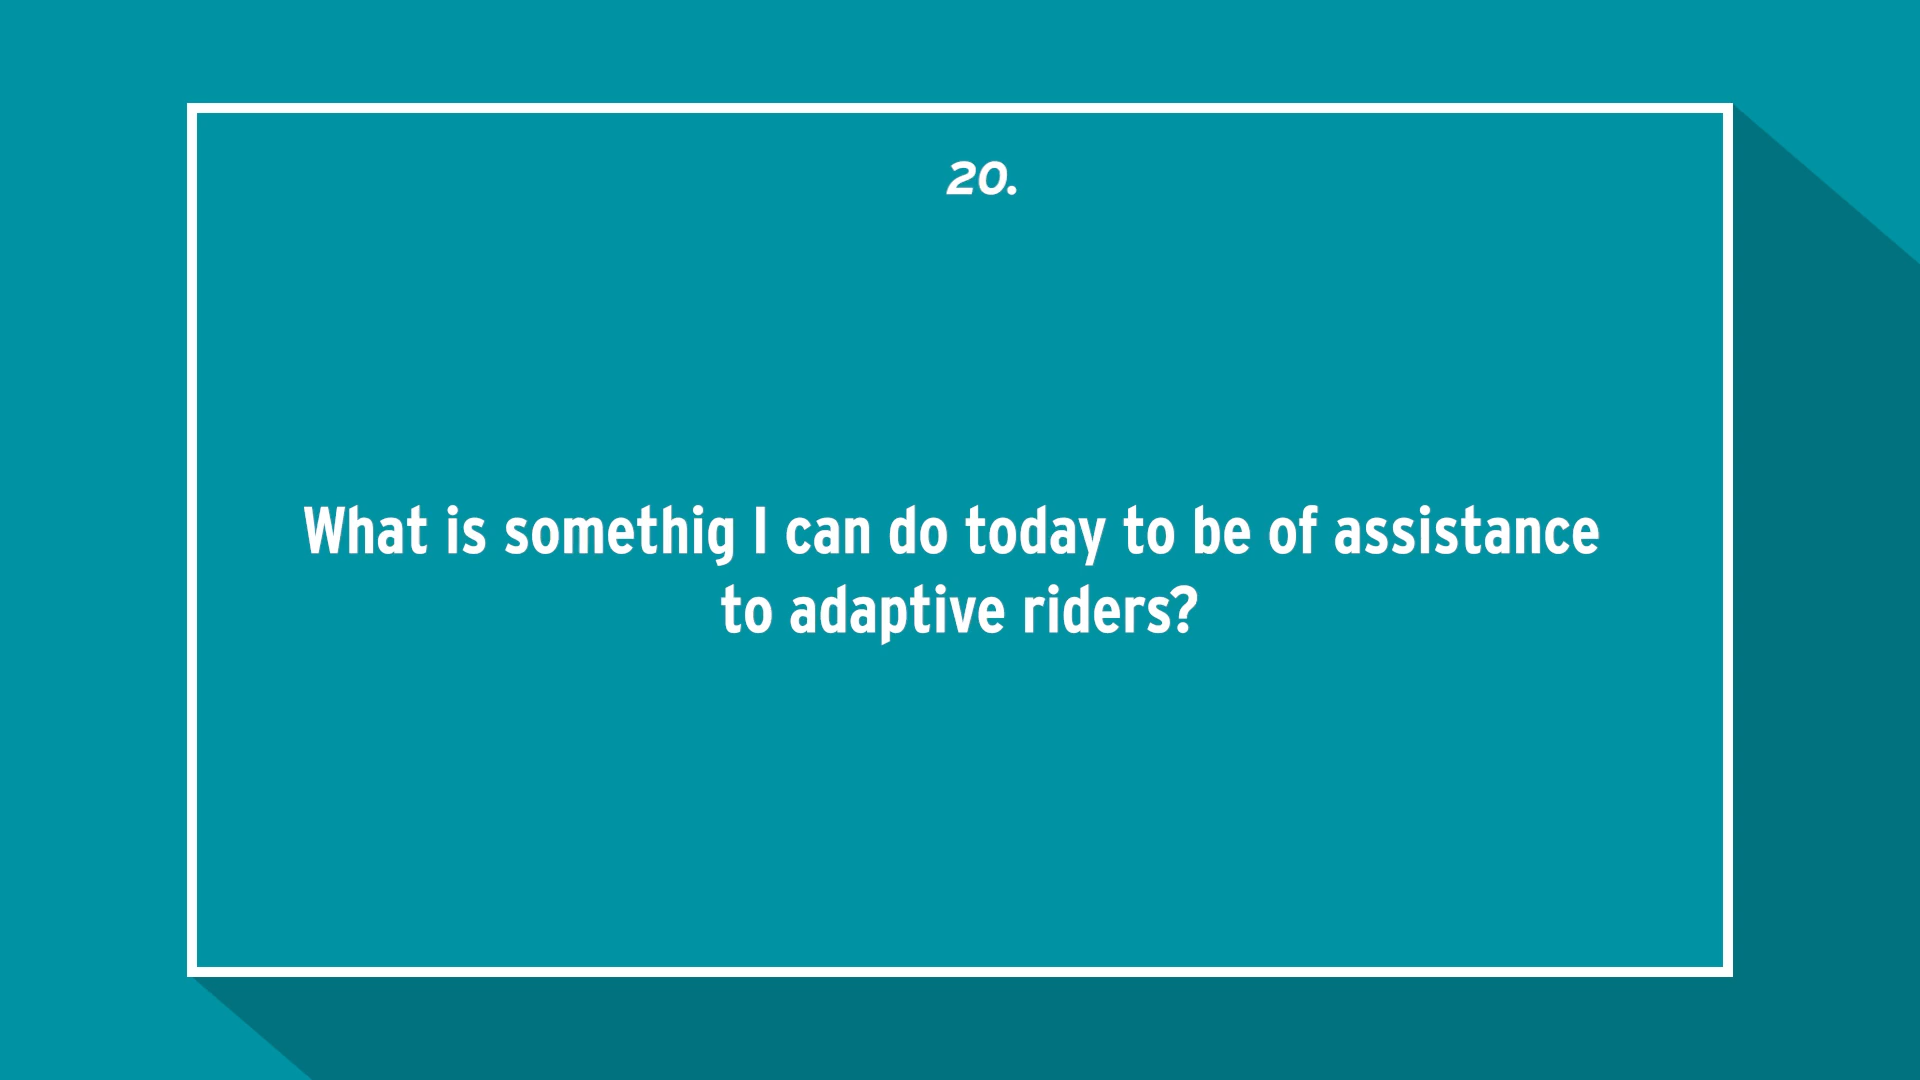 20.
What is somethig I can do today to be of assistance
to adaptive riders?